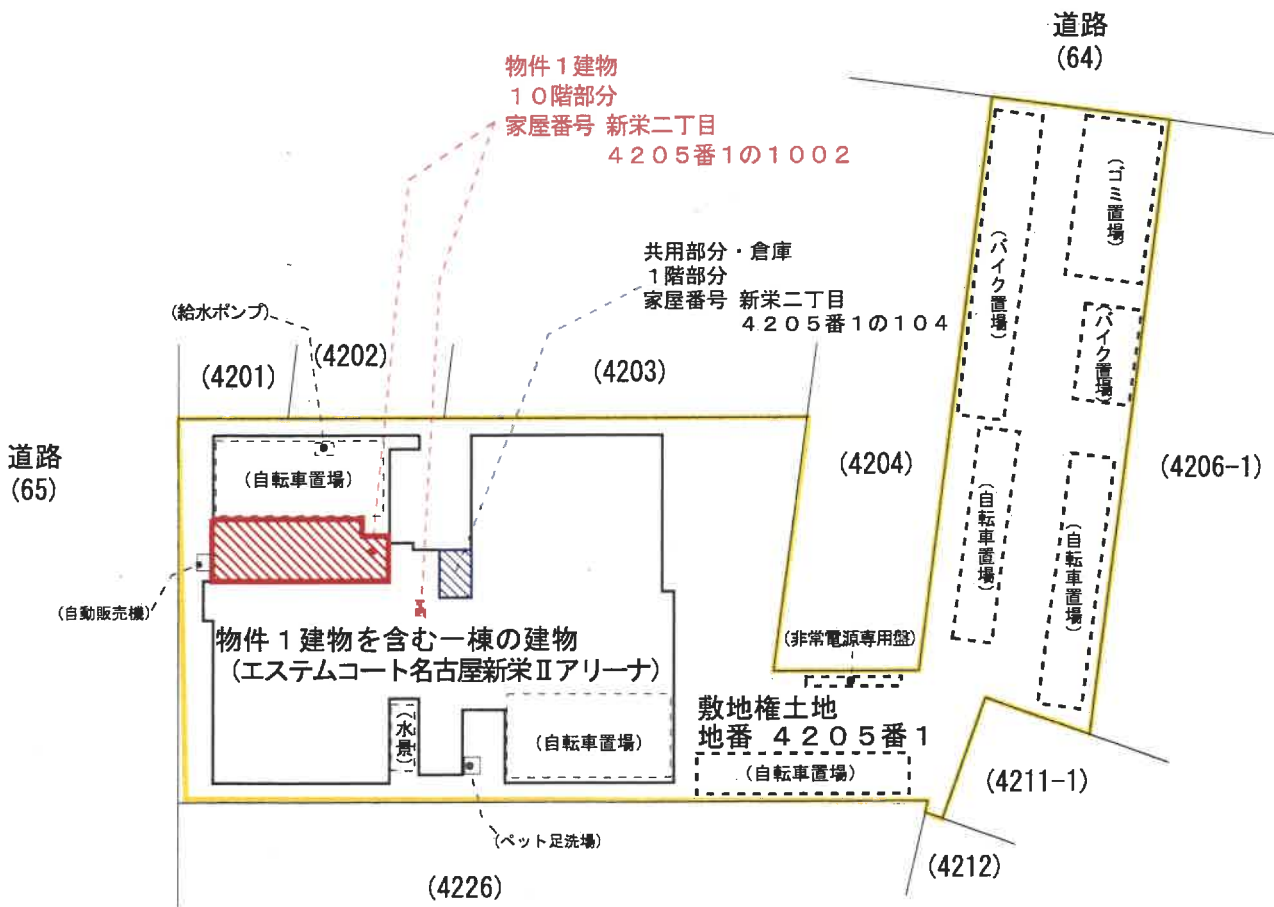 道路
(64)
物件１建物
１０階部分
家屋番号 新栄二丁目
４２０５番１の１００２
(ゴミ置場)
(バイク置場)
共用部分・倉庫
１階部分
家屋番号 新栄二丁目
４２０５番１の１０４
(給水ポンプ)
(バイク置場)
(4201)
(4202)
(4203)
道路
(65)
(自転車置場)
(4204)
(4206-1)
(自転車置場)
(自転車置場)
(自動販売機)
物件１建物を含む一棟の建物
(エステムコート名古屋新栄Ⅱアリーナ)
(非常電源専用盤)
敷地権土地
地番 ４２０５番１
(水景)
(自転車置場)
(自転車置場)
(4211-1)
(ペット足洗場)
(4226)
(4212)